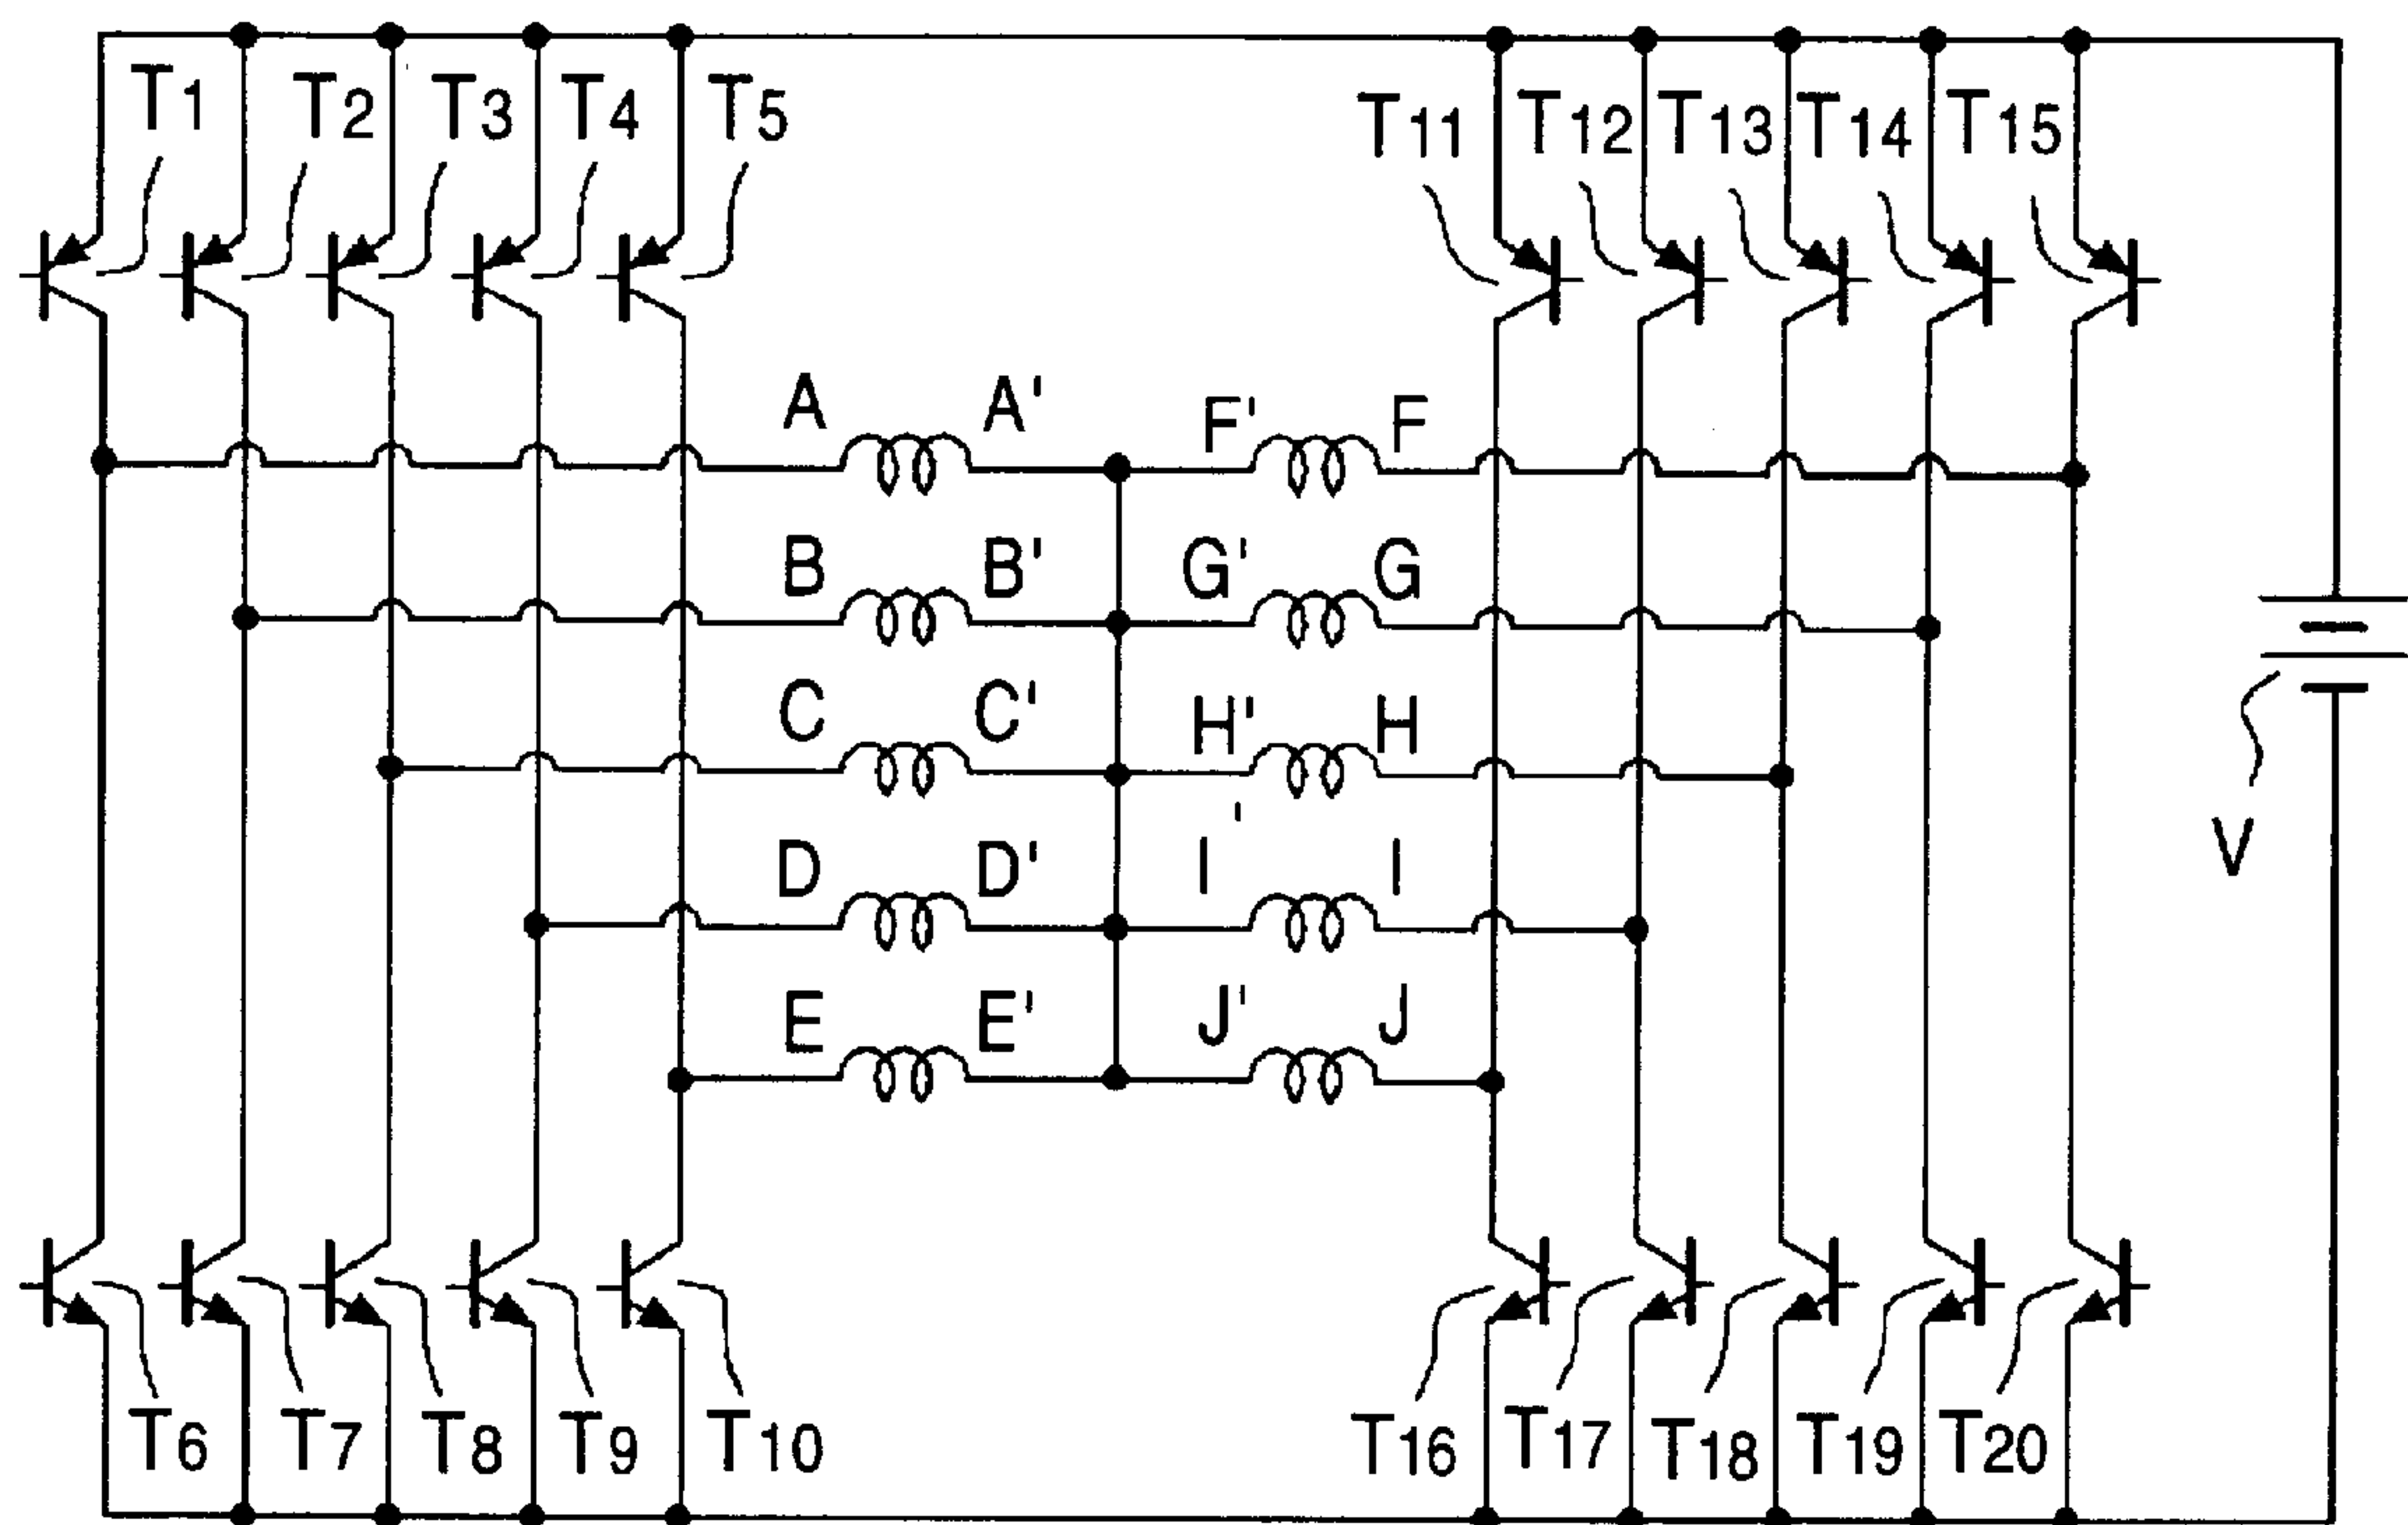 T1 T2 T3 T4 T5 T11 T12 T13 T14 T15
A A' F' F
B B' G' G
C C' H' H
D D' I' I
V
E E' J' J
T6 T7 T8 T9 T10 T16 T17 T18 T19 T20